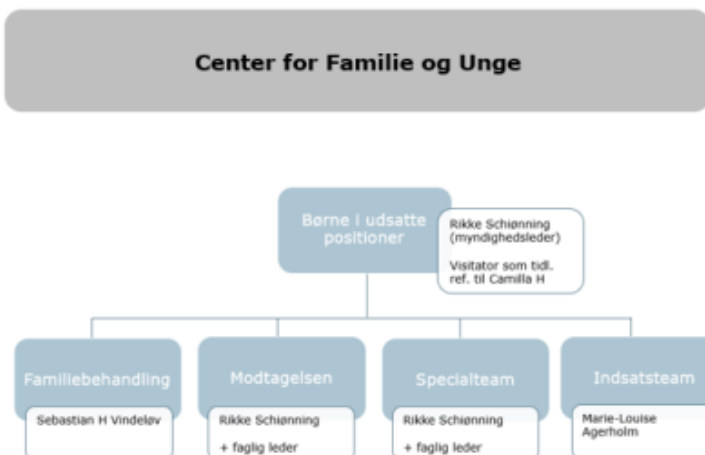 Center for Familie og Unge
Børne i udsatte
positioner
Rikke Schiønning
(myndighedsleder)
Visitator som tidl.
ref. til Camilla H
Familiebehandling
Sebastian H Vindeløv
Modtagelsen
Rikke Schiønning
+ faglig leder
Specialteam
Rikke Schiønning
+ faglig leder
Indsatsteam
Marie-Louise
Agerholm